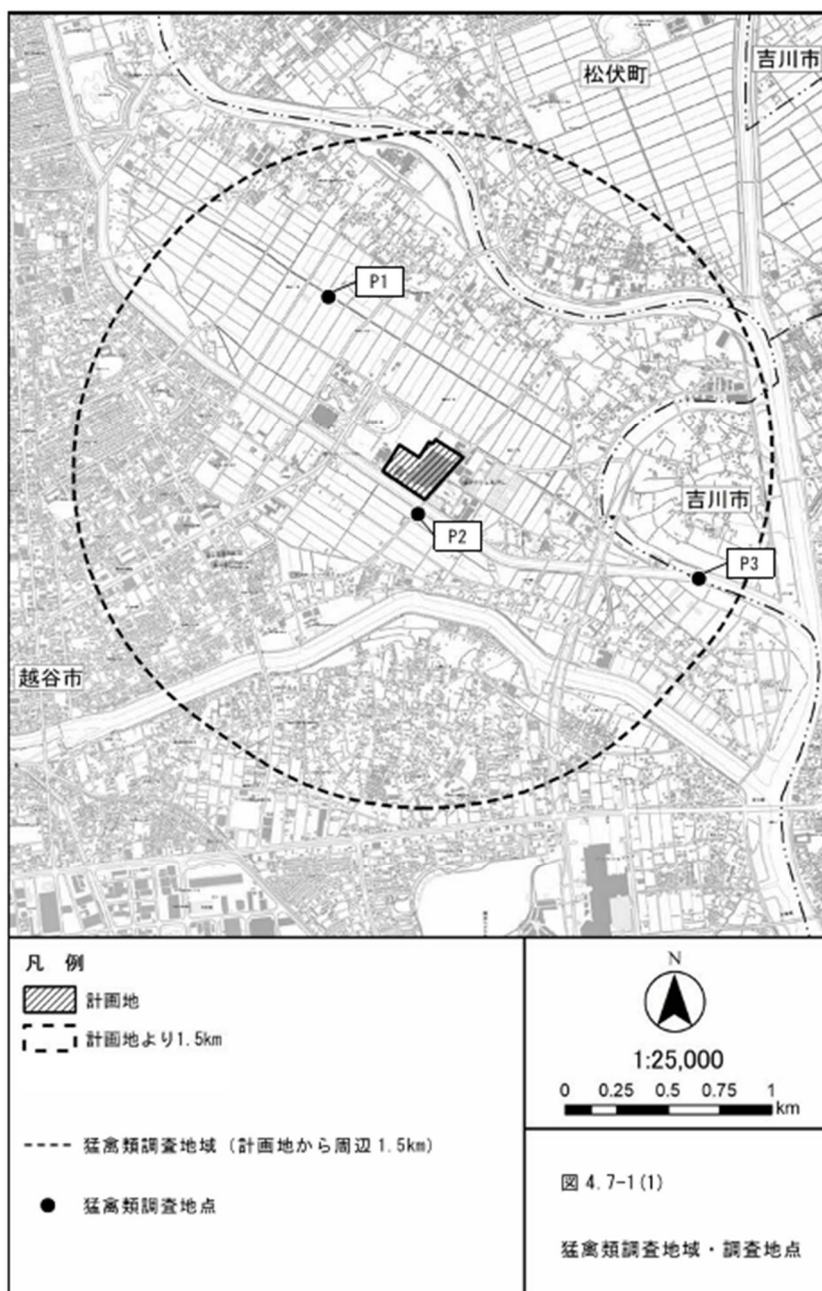 松伏町
吉川市
P1
P2
吉川市
P3
越谷市
凡 例
計画地
計画地より1.5km
猛禽類調査地域（計画地から周辺1.5km）
猛禽類調査地点
N
1:25,000
0 0.25 0.5 0.75 1
km
図 4.7-1(1)
猛禽類調査地域・調査地点